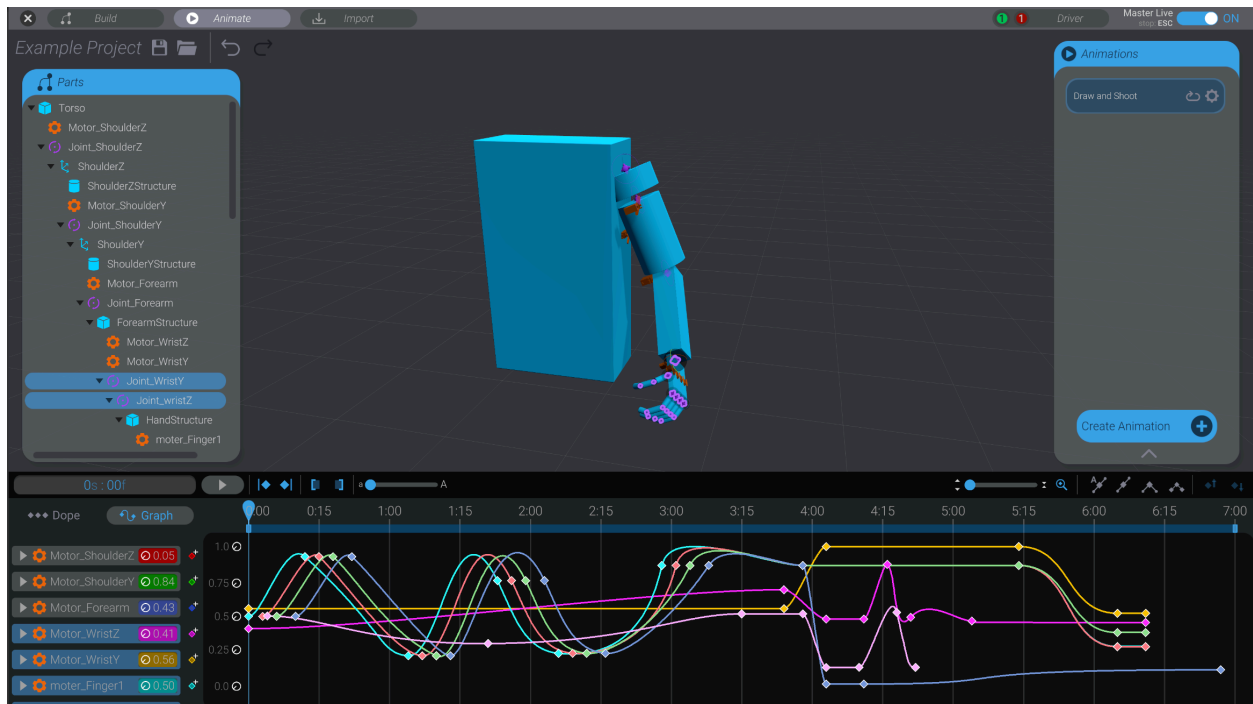 Build
Animate
Import
1
1
Driver
Master Live
stop: ESC
ON
Example Project
Parts
Torso
Motor_ShoulderZ
Joint_ShoulderZ
ShoulderZ
ShoulderZStructure
Motor_ShoulderY
Joint_ShoulderY
ShoulderY
ShoulderYStructure
Motor_Forearm
Joint_Forearm
ForearmStructure
Motor_WristZ
Motor_WristY
Joint_WristY
Joint_wristZ
HandStructure
moter_Finger1
Animations
Draw and Shoot
Create Animation
0s : 00f
a
A
A
Dope
Graph
0:00 0:15 1:00 1:15 2:00 2:15 3:00 3:15 4:00 4:15 5:00 5:15 6:00 6:15 7:00
Motor_ShoulderZ 0.05
Motor_ShoulderY 0.84
Motor_Forearm 0.43
Motor_WristZ 0.41
Motor_WristY 0.56
moter_Finger1 0.50
1.0
0.75
0.5
0.25
0.0